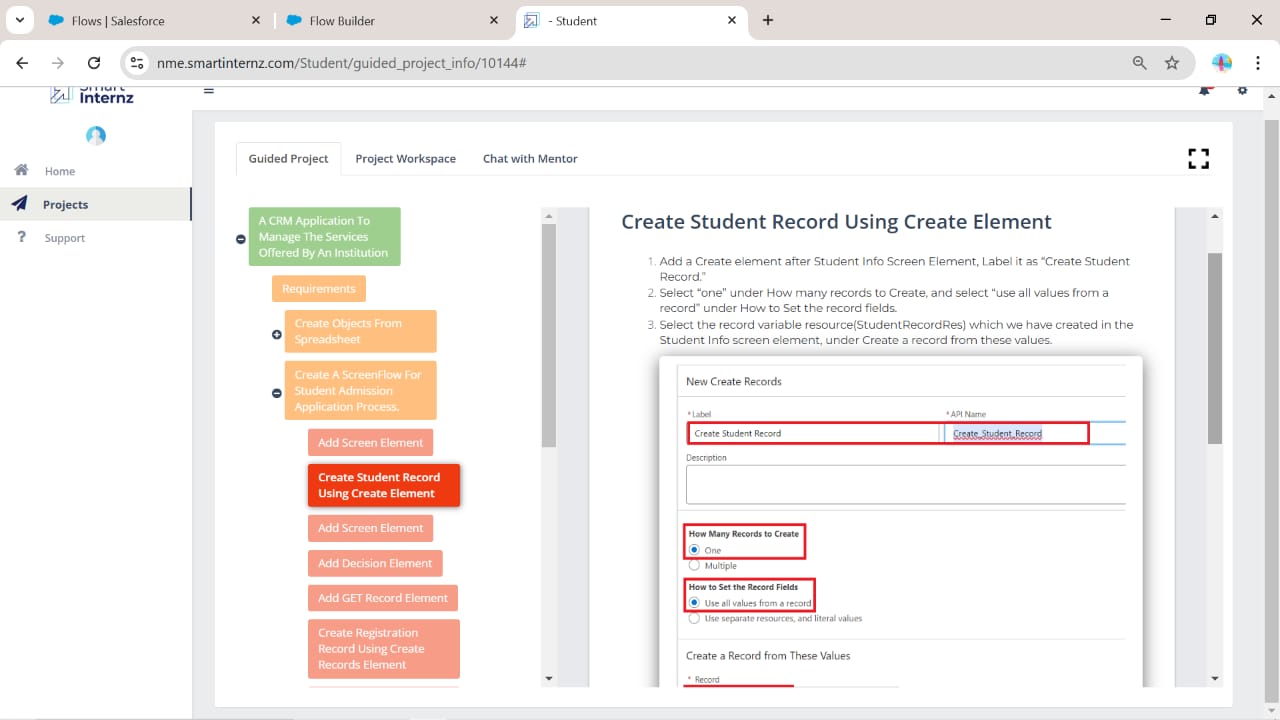 Flows | Salesforce
Flow Builder
- Student
nme.smartinternz.com/Student/guided_project_info/10144#
Smart
Internz
Home
Projects
Support
Guided Project
Project Workspace
Chat with Mentor
A CRM Application To
Manage The Services
Offered By An Institution
Requirements
Create Objects From
Spreadsheet
Create A ScreenFlow For
Student Admission
Application Process.
Add Screen Element
Create Student Record
Using Create Element
Add Screen Element
Add Decision Element
Add GET Record Element
Create Registration
Record Using Create
Records Element
Create Student Record Using Create Element
1. Add a Create element after Student Info Screen Element, Label it as “Create Student
Record.”
2. Select “one” under How many records to Create, and select “use all values from a
record” under How to Set the record fields.
3. Select the record variable resource(StudentRecordRes) which we have created in the
Student Info screen element, under Create a record from these values.
New Create Records
*Label
*API Name
Create Student Record
Create_Student_Record
Description
How Many Records to Create
One
Multiple
How to Set the Record Fields
Use all values from a record
Use separate resources, and literal values
Create a Record from These Values
* Record